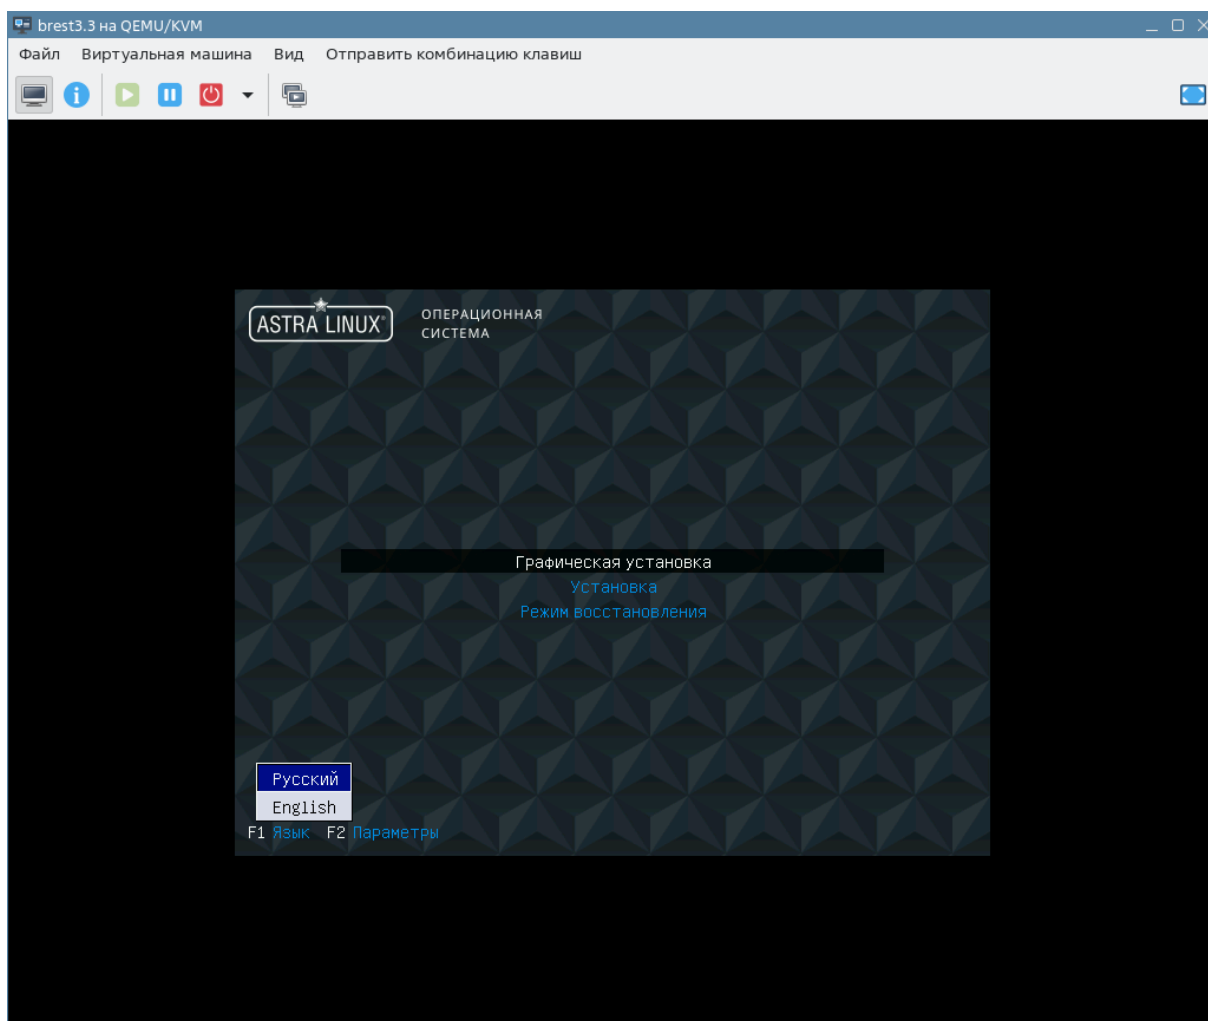 brest3.3 на QEMU/KVM
Файл Виртуальная машина Вид Отправить комбинацию клавиш
ASTRA LINUX®
ОПЕРАЦИОННАЯ
СИСТЕМА
Графическая установка
Установка
Режим восстановления
Русский
English
F1 Язык F2 Параметры